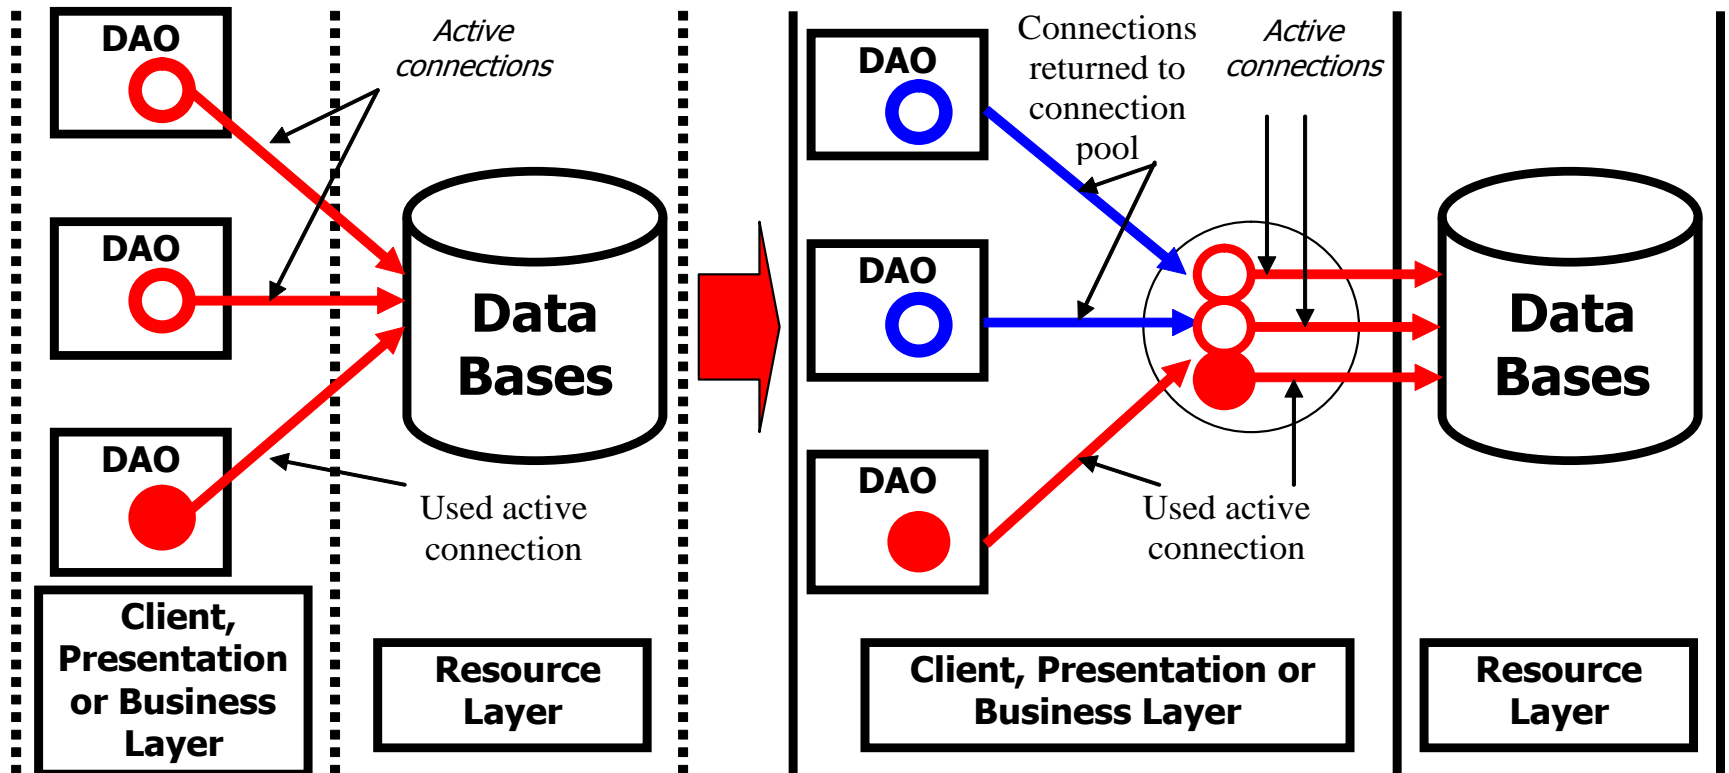 DAO
Active
connections
DAO
DAO
Data
Bases
Used active
connection
Client,
Presentation
or Business
Layer
Resource
Layer
DAO
Connections
returned to
connection
pool
Active
connections
DAO
DAO
Data
Bases
Used active
connection
Client, Presentation or
Business Layer
Resource
Layer